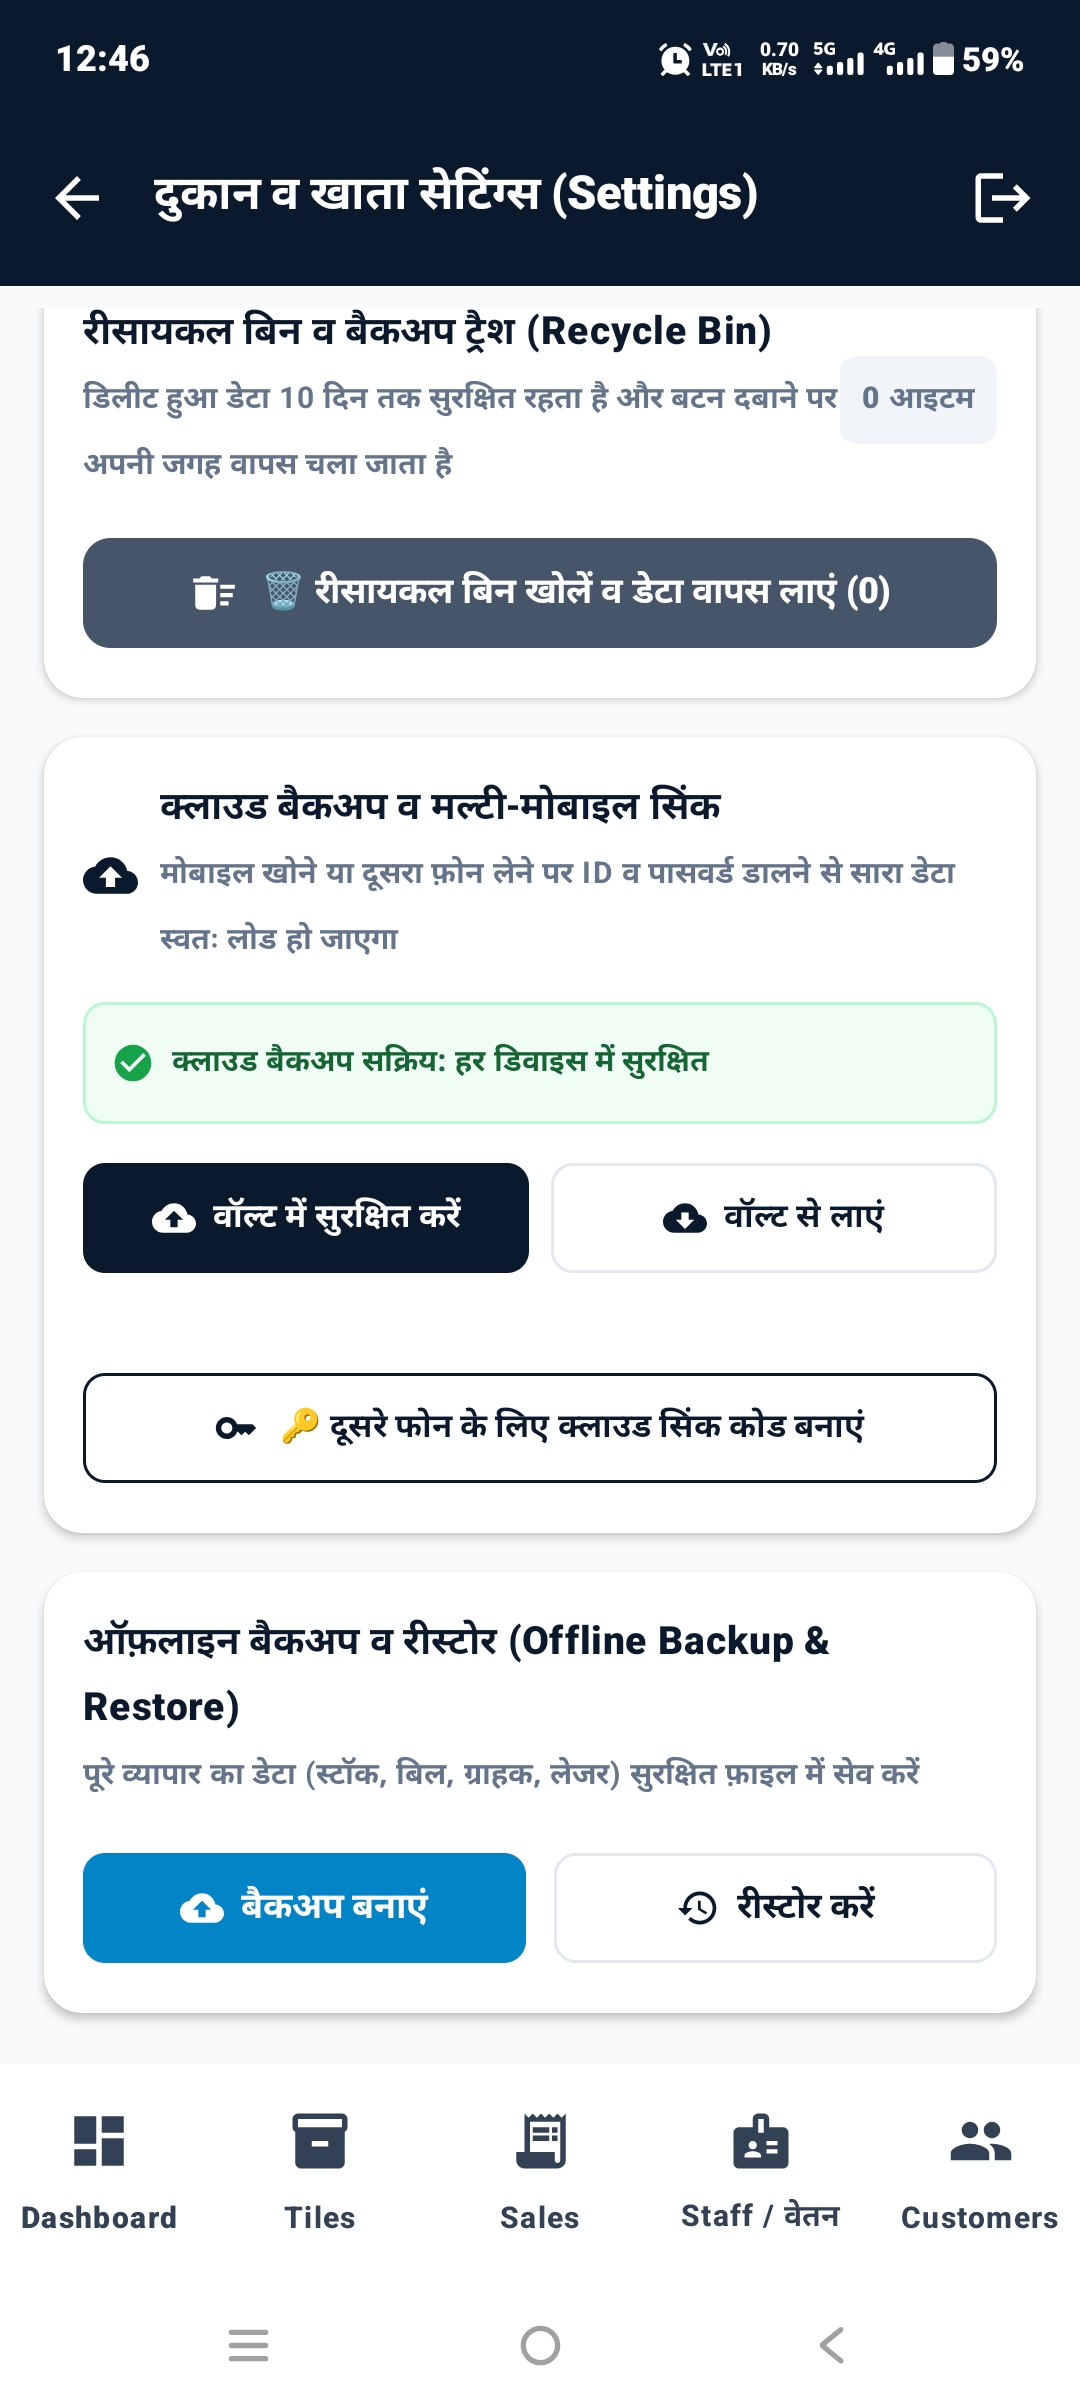 12:46
Vo) LTE1 0.70 KB/s 5G 4G 59%
दुकान व खाता सेटिंग्स (Settings)
रीसायकल बिन व बैकअप ट्रैश (Recycle Bin)
डिलीट हुआ डेटा 10 दिन तक सुरक्षित रहता है और बटन दबाने पर
अपनी जगह वापस चला जाता है
0 आइटम
🗑️ रीसायकल बिन खोलें व डेटा वापस लाएं (0)
क्लाउड बैकअप व मल्टी-मोबाइल सिंक
मोबाइल खोने या दूसरा फ़ोन लेने पर ID व पासवर्ड डालने से सारा डेटा
स्वतः लोड हो जाएगा
क्लाउड बैकअप सक्रिय: हर डिवाइस में सुरक्षित
वॉल्ट में सुरक्षित करें
वॉल्ट से लाएं
🔑 दूसरे फोन के लिए क्लाउड सिंक कोड बनाएं
ऑफ़लाइन बैकअप व रीस्टोर (Offline Backup &
Restore)
पूरे व्यापार का डेटा (स्टॉक, बिल, ग्राहक, लेजर) सुरक्षित फ़ाइल में सेव करें
बैकअप बनाएं
रीस्टोर करें
Dashboard
Tiles
Sales
Staff / वेतन
Customers